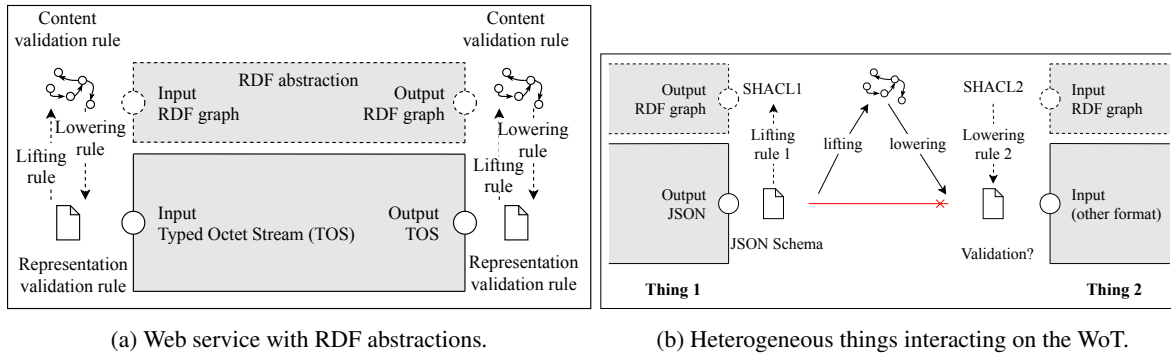 Content
validation rule
Content
validation rule
RDF abstraction
Input
RDF graph
Output
RDF graph
Lowering
rule
Lifting
rule
Lowering
rule
Lifting
rule
Input
Typed Octet Stream (TOS)
Output
TOS
Representation
validation rule
Representation
validation rule
(a) Web service with RDF abstractions.
Output
RDF graph
SHACL1
SHACL2
Input
RDF graph
Lifting
rule 1
lifting
lowering
Lowering
rule 2
Output
JSON
Input
(other format)
JSON Schema
Validation?
Thing 1
Thing 2
(b) Heterogeneous things interacting on the WoT.